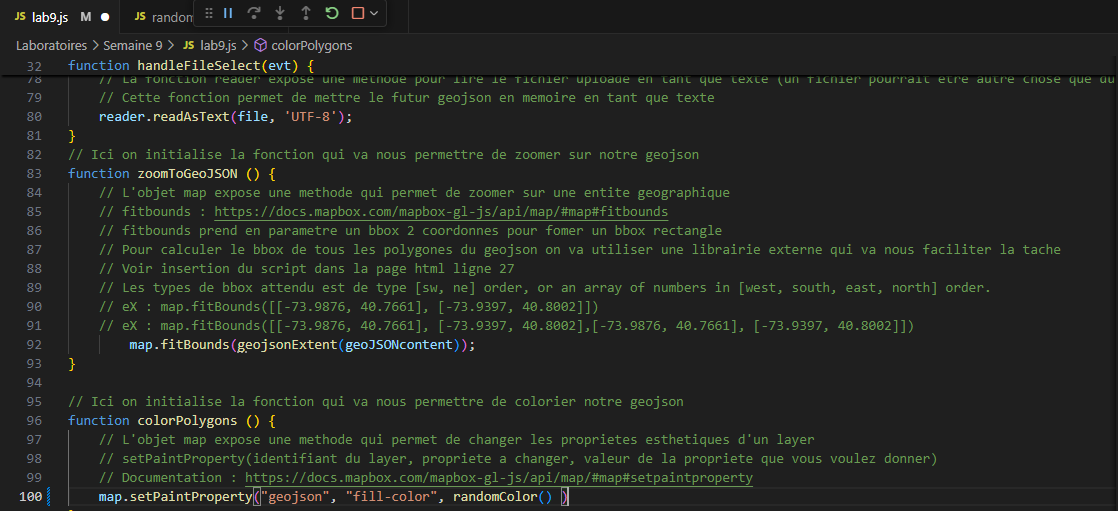 JS lab9.js M
JS random
Laboratoires > Semaine 9 > JS lab9.js > colorPolygons
32 function handleFileSelect(evt) {
78 // La fonction reader expose une methode pour lire le fichier uploade en tant que texte (un fichier pourrait etre autre chose que du
79 // Cette fonction permet de mettre le futur geojson en memoire en tant que texte
80 reader.readAsText(file, 'UTF-8');
81 }
82 // Ici on initialise la fonction qui va nous permettre de zoomer sur notre geojson
83 function zoomToGeoJSON () {
84 // L'objet map expose une methode qui permet de zoomer sur une entite geographique
85 // fitbounds : https://docs.mapbox.com/mapbox-gl-js/api/map/#map#fitbounds
86 // fitbounds prend en parametre un bbox 2 coordonnes pour fomer un bbox rectangle
87 // Pour calculer le bbox de tous les polygones du geojson on va utiliser une librairie externe qui va nous faciliter la tache
88 // Voir insertion du script dans la page html ligne 27
89 // Les types de bbox attendu est de type [sw, ne] order, or an array of numbers in [west, south, east, north] order.
90 // eX : map.fitBounds([[-73.9876, 40.7661], [-73.9397, 40.8002]])
91 // eX : map.fitBounds([[-73.9876, 40.7661], [-73.9397, 40.8002],[-73.9876, 40.7661], [-73.9397, 40.8002]])
92 map.fitBounds(geojsonExtent(geoJSONcontent));
93 }
94
95 // Ici on initialise la fonction qui va nous permettre de colorier notre geojson
96 function colorPolygons () {
97 // L'objet map expose une methode qui permet de changer les proprietes esthetiques d'un layer
98 // setPaintProperty(identifiant du layer, propriete a changer, valeur de la propriete que vous voulez donner)
99 // Documentation : https://docs.mapbox.com/mapbox-gl-js/api/map/#map#setpaintproperty
100 map.setPaintProperty("geojson", "fill-color", randomColor() )